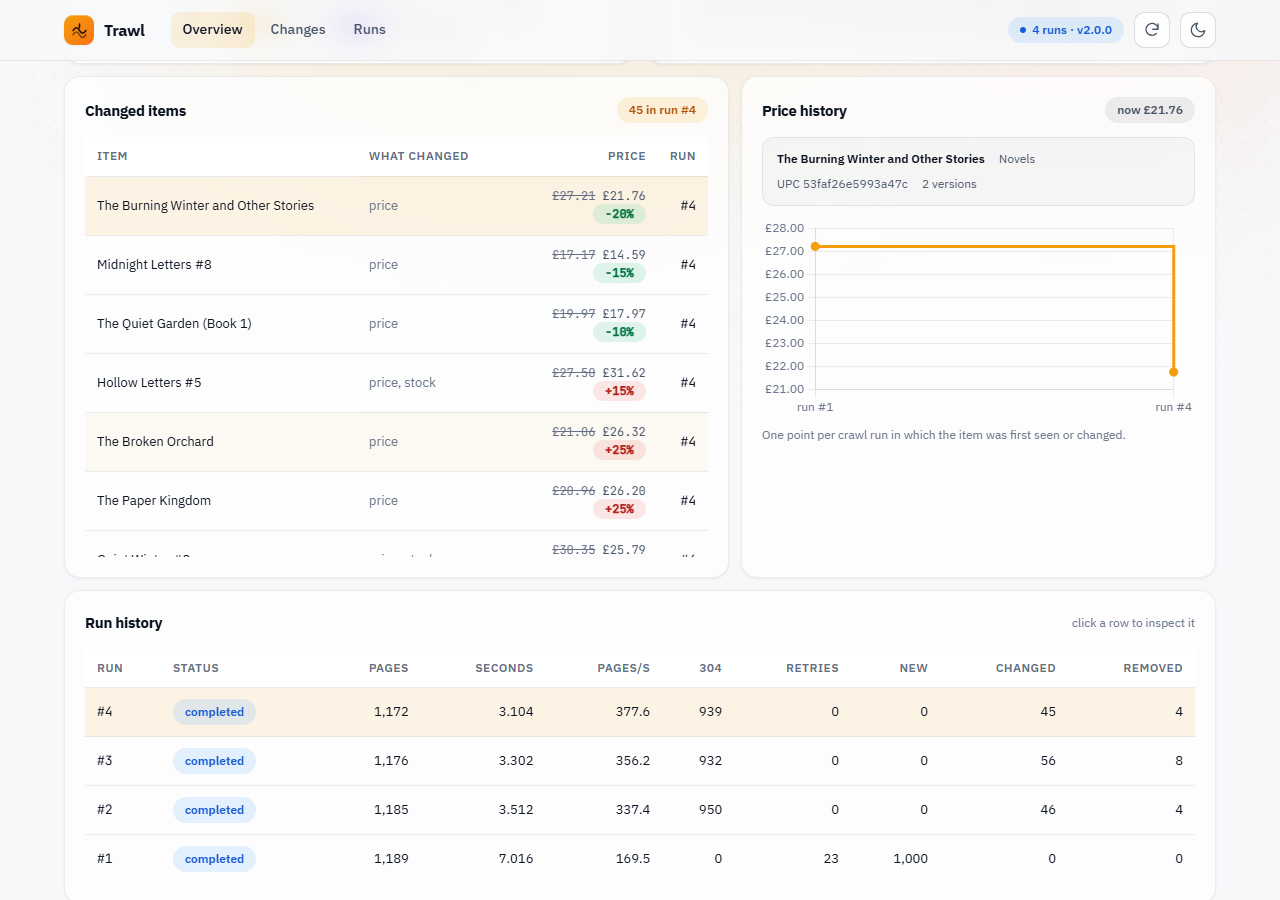 Trawl
Overview
Changes
Runs
4 runs · v2.0.0
Changed items
45 in run #4
ITEM WHAT CHANGED PRICE RUN
The Burning Winter and Other Stories price £27.21 £21.76 -20% #4
Midnight Letters #8 price £17.17 £14.59 -15% #4
The Quiet Garden (Book 1) price £19.97 £17.97 -10% #4
Hollow Letters #5 price, stock £27.50 £31.62 +15% #4
The Broken Orchard price £21.06 £26.32 +25% #4
The Paper Kingdom price £20.96 £26.20 +25% #4
£30.35 £25.79
Price history
now £21.76
The Burning Winter and Other Stories Novels
UPC 53faf26e5993a47c 2 versions
£28.00
£27.00
£26.00
£25.00
£24.00
£23.00
£22.00
£21.00
run #1 run #4
One point per crawl run in which the item was first seen or changed.
Run history
click a row to inspect it
RUN STATUS PAGES SECONDS PAGES/S 304 RETRIES NEW CHANGED REMOVED
#4 completed 1,172 3.104 377.6 939 0 0 45 4
#3 completed 1,176 3.302 356.2 932 0 0 56 8
#2 completed 1,185 3.512 337.4 950 0 0 46 4
#1 completed 1,189 7.016 169.5 0 23 1,000 0 0